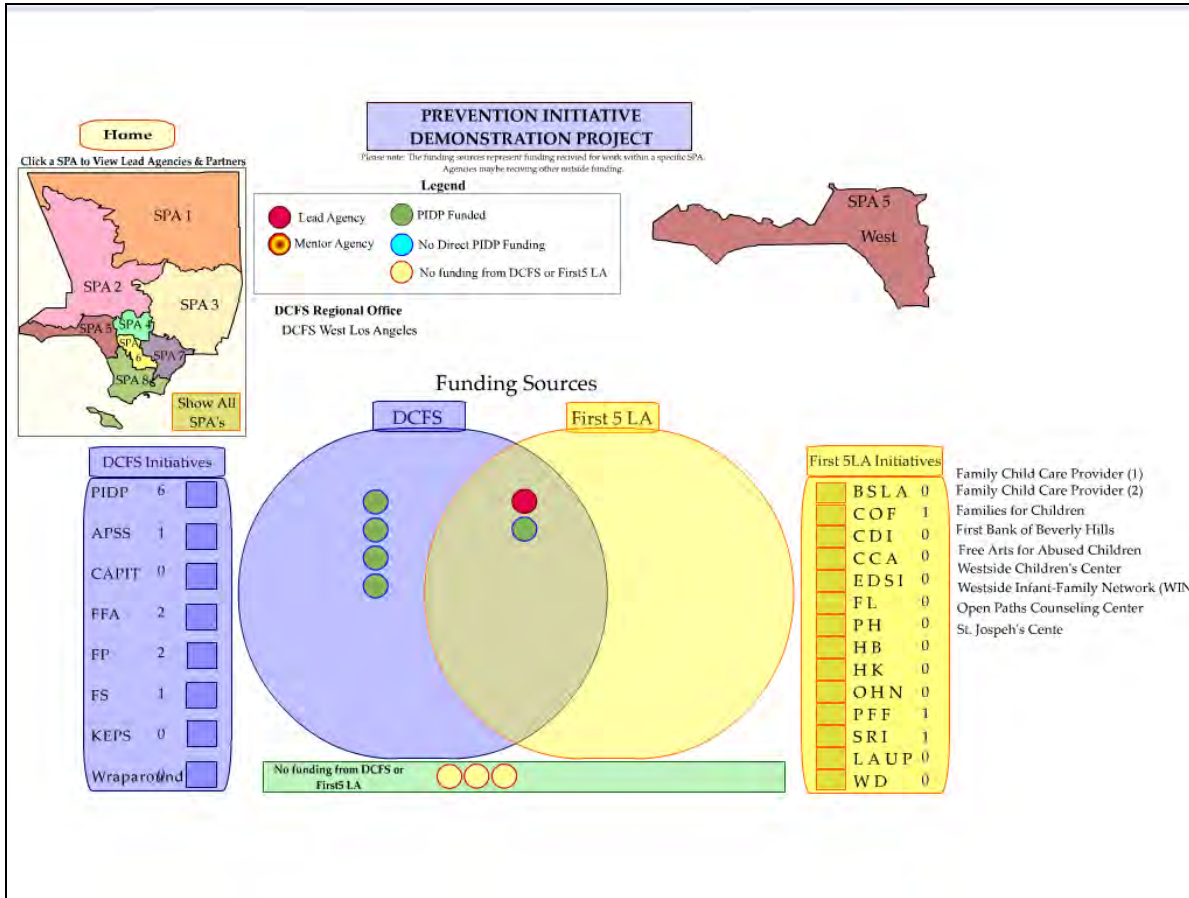 PREVENTION INITIATIVE
DEMONSTRATION PROJECT
Please note: The funding sources represent funding recivied for work within a specific SPA.
Agencies maybe reciving other outside funding.
Home
Click a SPA to View Lead Agencies & Partners
SPA 1
SPA 2
SPA 3
SPA 4
SPA 5
SPA
6
SPA 7
SPA 8
Show All
SPA's
Legend
Lead Agency
PIDP Funded
Mentor Agency
No Direct PIDP Funding
No funding from DCFS or First5 LA
SPA 5
West
DCFS Regional Office
DCFS West Los Angeles
Funding Sources
DCFS
First 5 LA
DCFS Initiatives
PIDP 6
APSS 1
CAPIT 0
FFA 2
FP 2
FS 1
KEPS 0
Wraparound 0
No funding from DCFS or
First5 LA
First 5LA Initiatives
BSLA 0
COF 1
CDI 0
CCA 0
EDSI 0
FL 0
PH 0
HB 0
HK 0
OHN 0
PFF 1
SRI 1
LAUP 0
WD 0
Family Child Care Provider (1)
Family Child Care Provider (2)
Families for Children
First Bank of Beverly Hills
Free Arts for Abused Children
Westside Children's Center
Westside Infant-Family Network (WIN
Open Paths Counseling Center
St. Jospeh's Cente